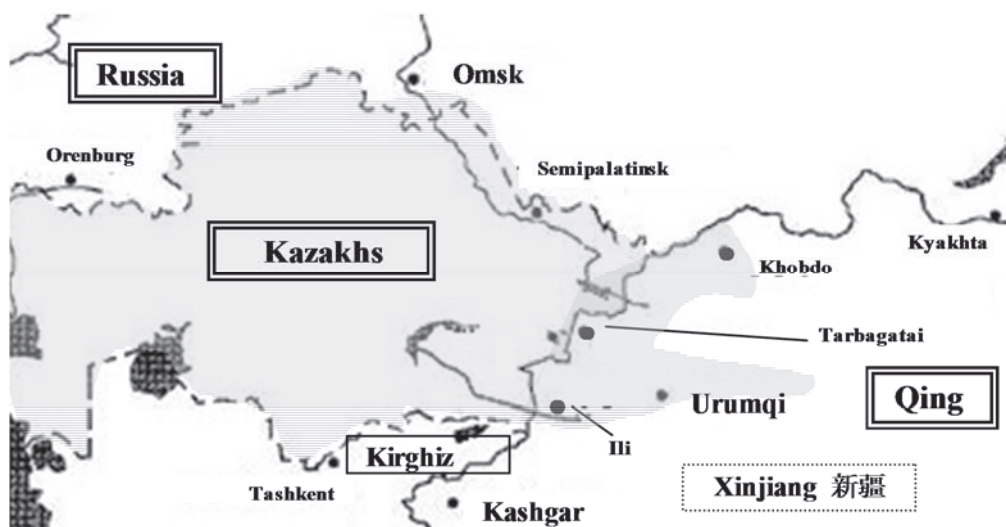 Russia
Omsk
Orenburg
Semipalatinsk
Kazakhs
Kyakhta
Khobdo
Tarbagatai
Urumqi
Qing
Ili
Kirghiz
Tashkent
Xinjiang 新疆
Kashgar